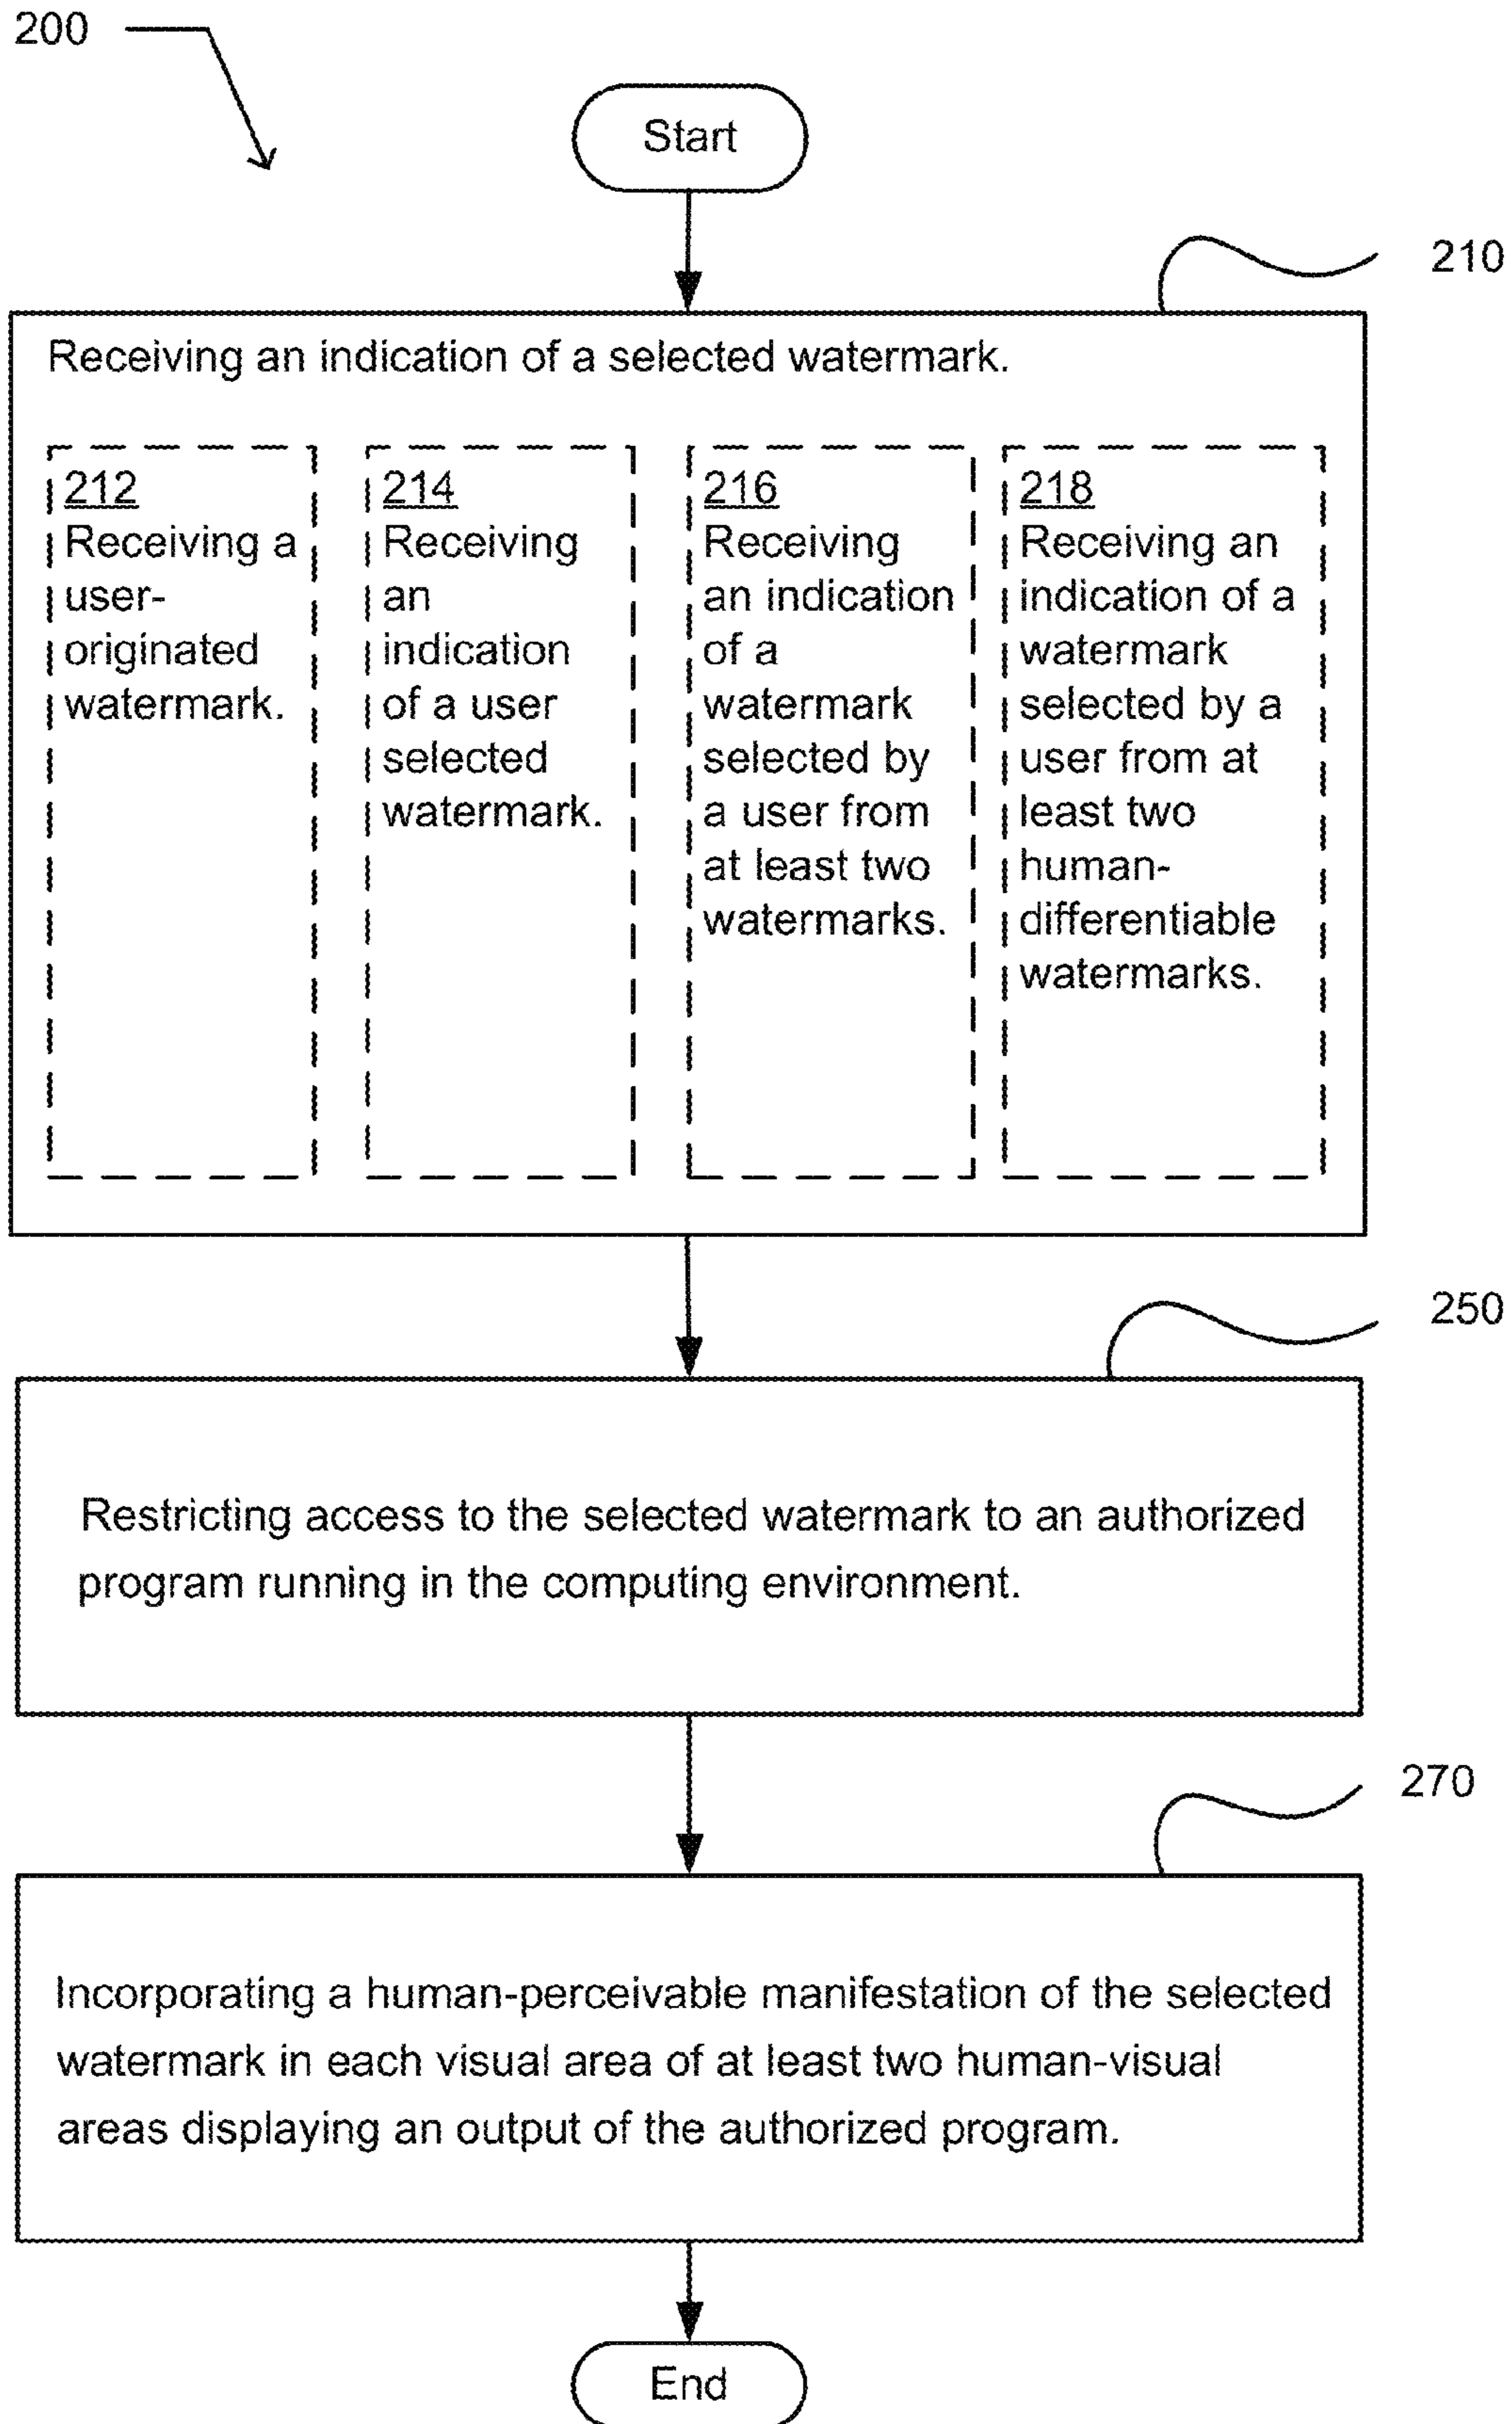 200
Start
210
Receiving an indication of a selected watermark.
212
Receiving a
user-
originated
watermark.
214
Receiving
an
indication
of a user
selected
watermark.
216
Receiving
an indication
of a
watermark
selected by
a user from
at least two
watermarks.
218
Receiving an
indication of a
watermark
selected by a
user from at
least two
human-
differentiable
watermarks.
250
Restricting access to the selected watermark to an authorized
program running in the computing environment.
270
Incorporating a human-perceivable manifestation of the selected
watermark in each visual area of at least two human-visual
areas displaying an output of the authorized program.
End